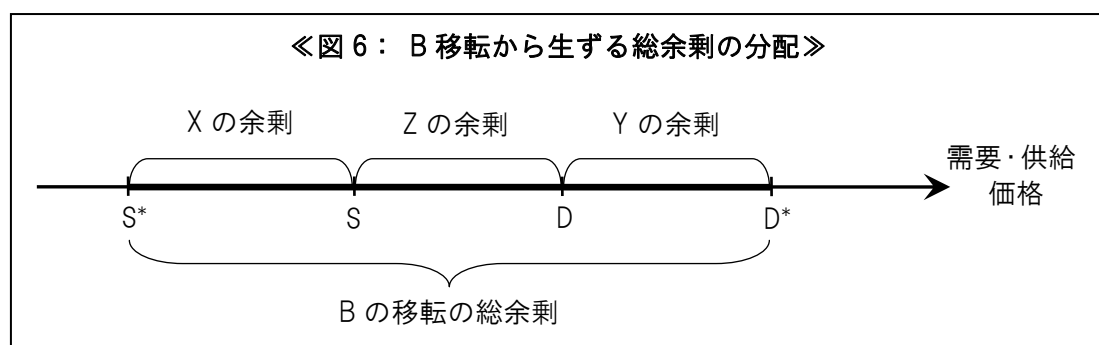 ≪図6： B移転から生ずる総余剰の分配≫
Xの余剰
Zの余剰
Yの余剰
需要・供給
価格
S*
S
D
D*
Bの移転の総余剰